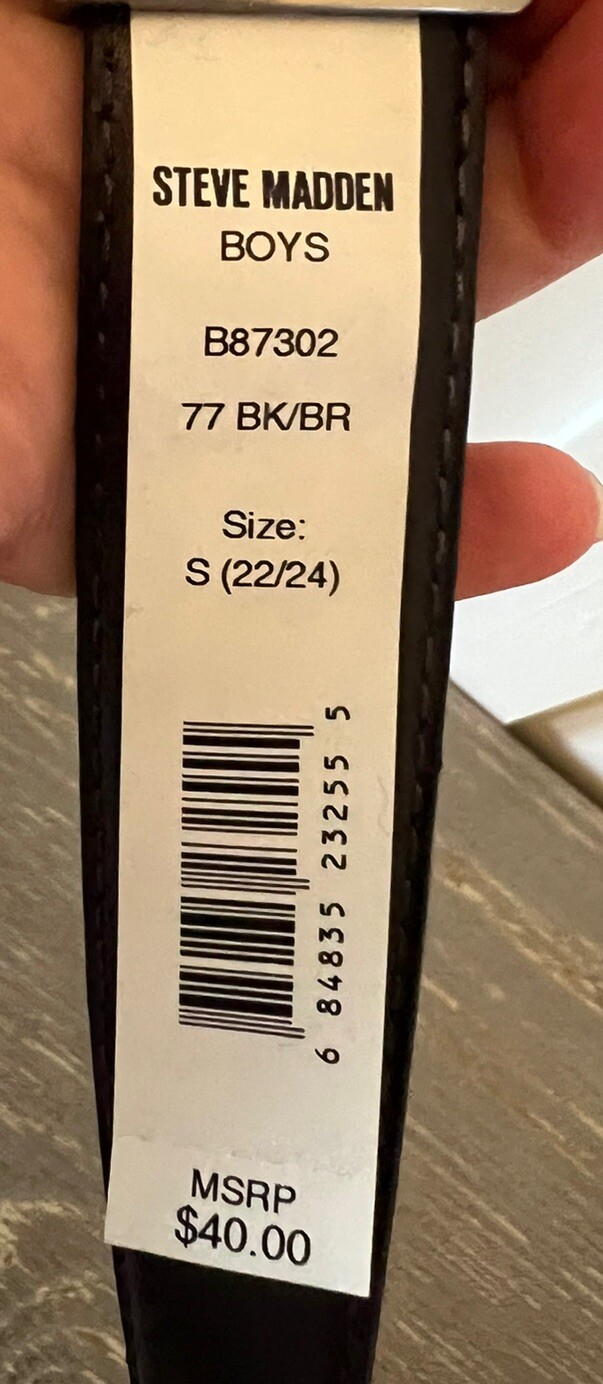 STEVE MADDEN
BOYS
B87302
77 BK/BR
Size:
S (22/24)
6 84835 23255 5
MSRP
$40.00